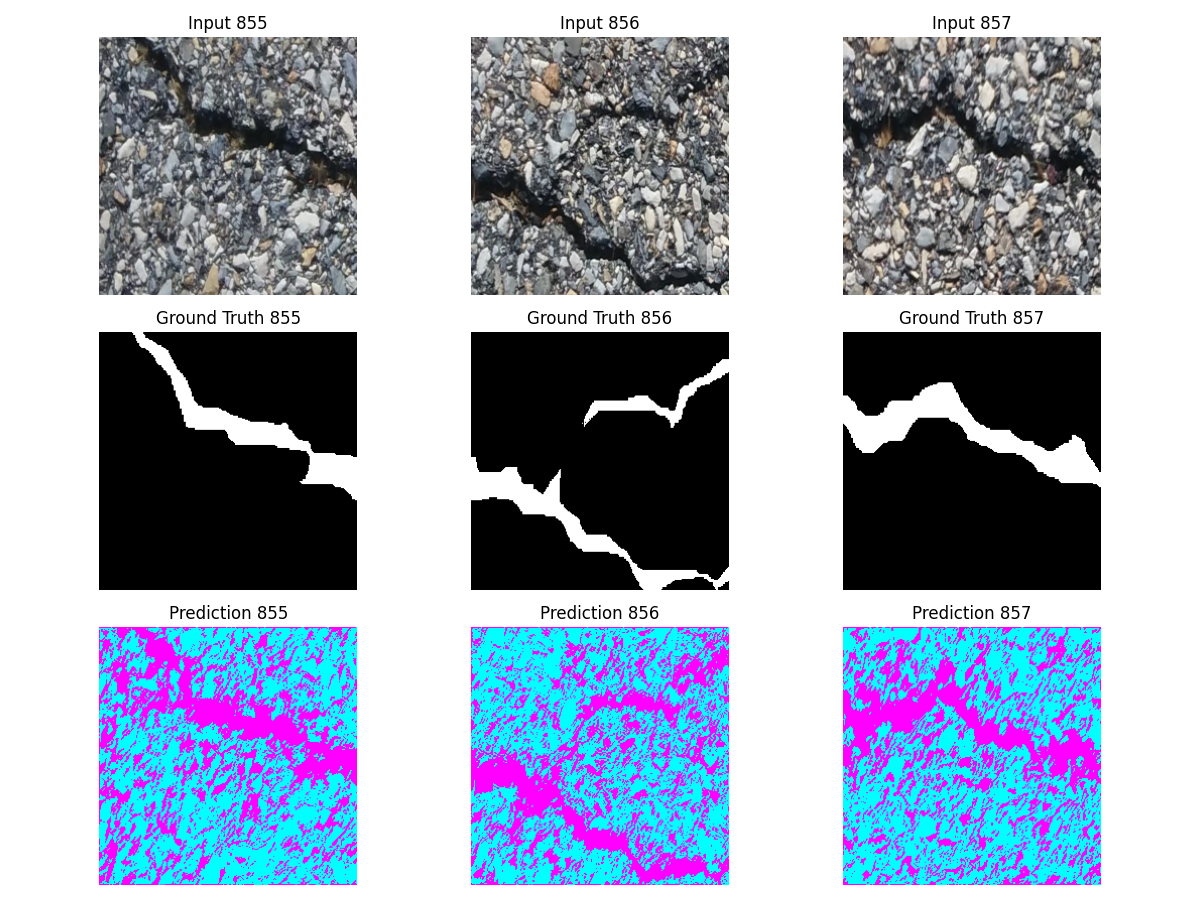 Input 855
Input 856
Input 857
Ground Truth 855
Ground Truth 856
Ground Truth 857
Prediction 855
Prediction 856
Prediction 857